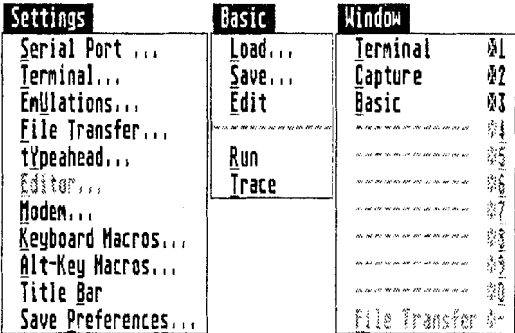 Settings
Serial Port ...
Terminal...
EmUlations...
File Transfer...
tYpeahead...
Editor...
Modem...
Keyboard Macros...
Alt-Key Macros...
Title Bar
Save Preferences...
Basic
Load...
Save...
Edit
Run
Trace
Window
Terminal 1
Capture 2
Basic 3
4
5
6
7
8
9
0
File Transfer -